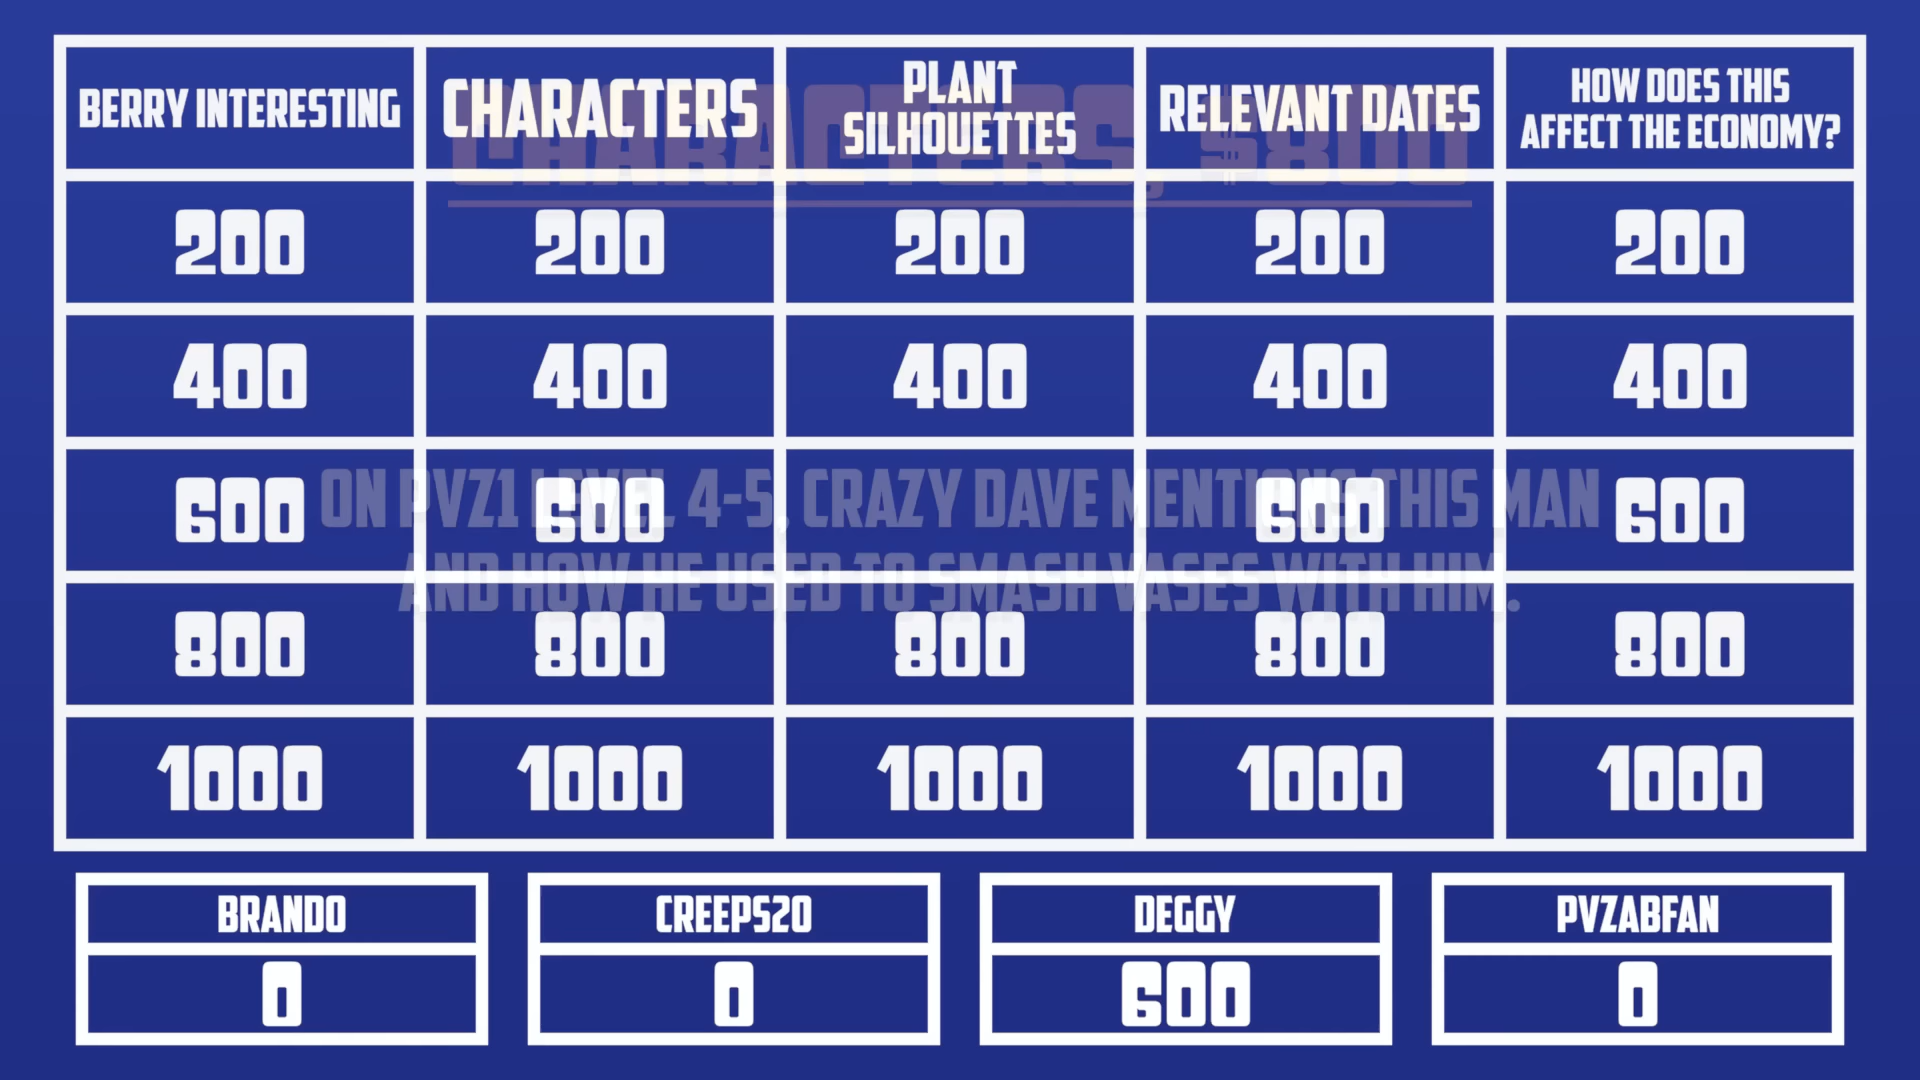 BERRY INTERESTING
CHARACTERS
PLANT
SILHOUETTES
RELEVANT DATES
HOW DOES THIS
AFFECT THE ECONOMY?
CHARACTERS, $800
200 200 200 200 200
400 400 400 400 400
600 600 600 600
ON PVZ1 LEVEL 4-5, CRAZY DAVE MENTIONS THIS MAN
AND HOW HE USED TO SMASH VASES WITH HIM.
800 800 800 800 800
1000 1000 1000 1000 1000
BRANDO CREEPS20 DEGGY PVZABFAN
0 0 600 0